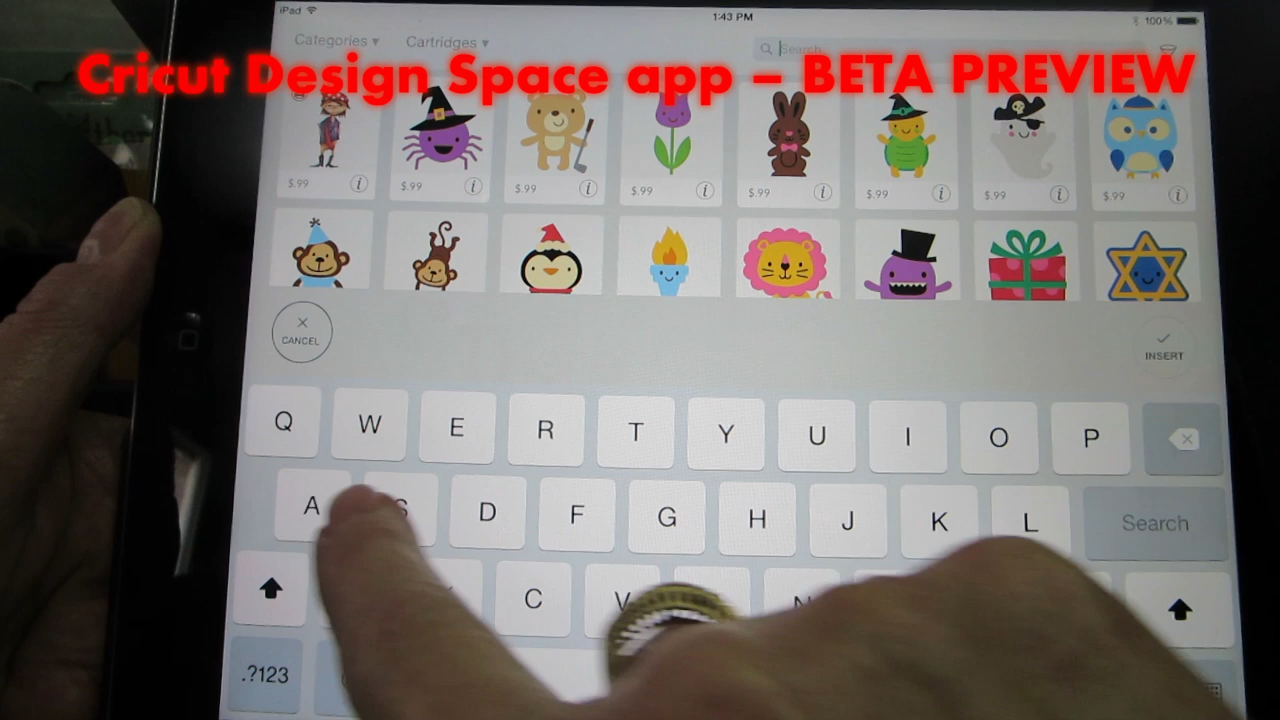 iPad 1:43 PM 100%
Categories ▾ Cartridges ▾ Search
Cricut Design Space app – BETA PREVIEW
$.99 i $.99 i $.99 i $.99 i $.99 i $.99 i $.99 i $.99 i
× CANCEL
✓ INSERT
Q W E R T Y U I O P
A S D F G H J K L Search
C V N
.?123